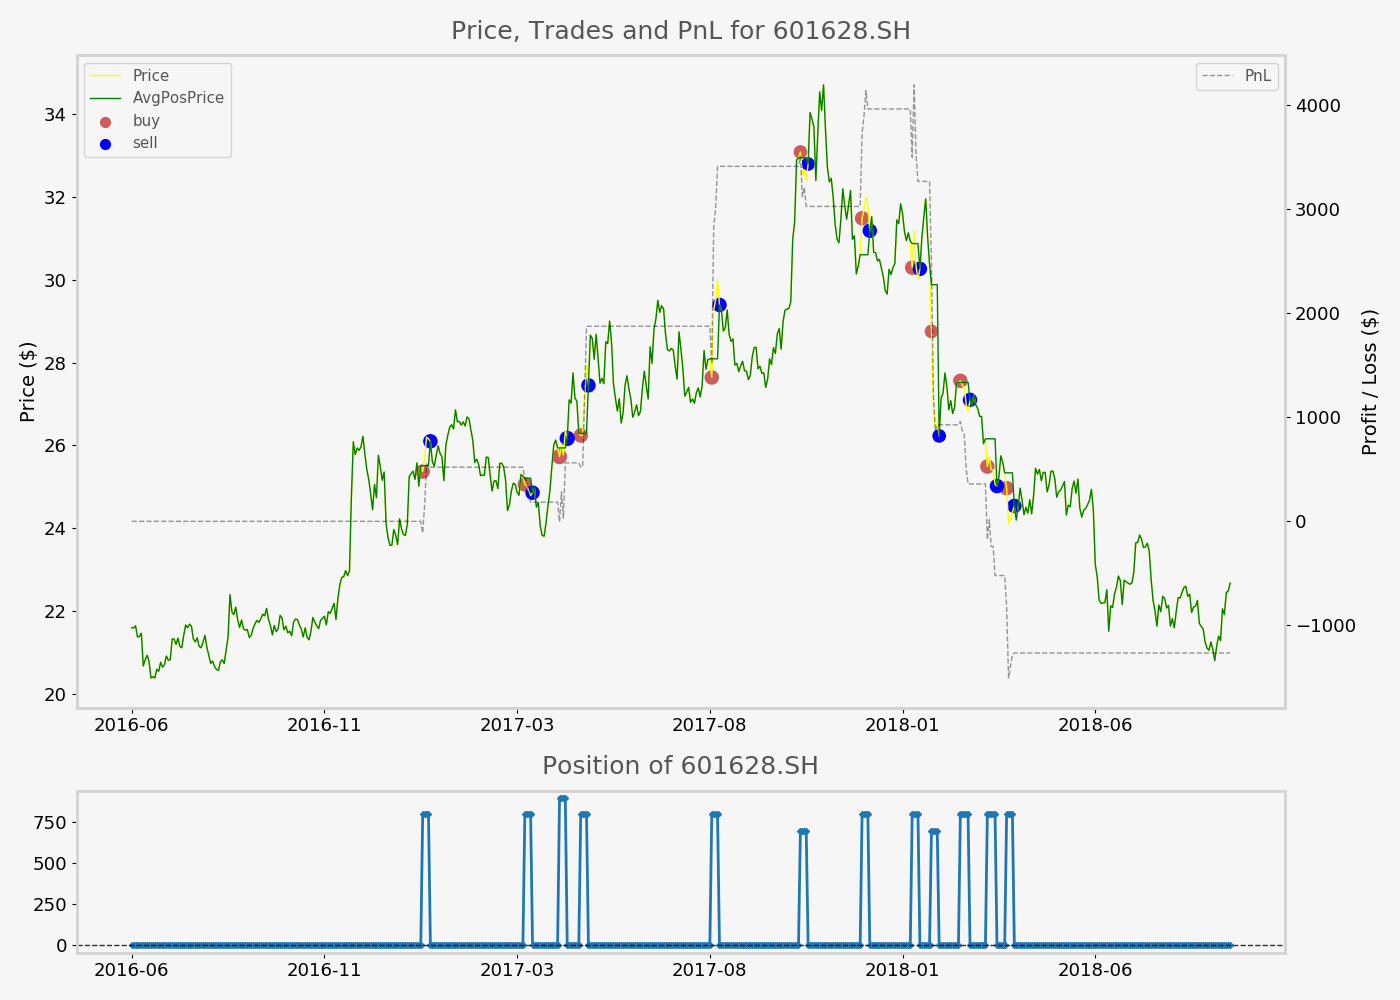 Price, Trades and PnL for 601628.SH
Price
AvgPosPrice
buy
sell
PnL
34
32
30
28
26
24
22
20
Price ($)
4000
3000
2000
1000
0
−1000
Profit / Loss ($)
2016-06 2016-11 2017-03 2017-08 2018-01 2018-06
Position of 601628.SH
750
500
250
0
2016-06 2016-11 2017-03 2017-08 2018-01 2018-06